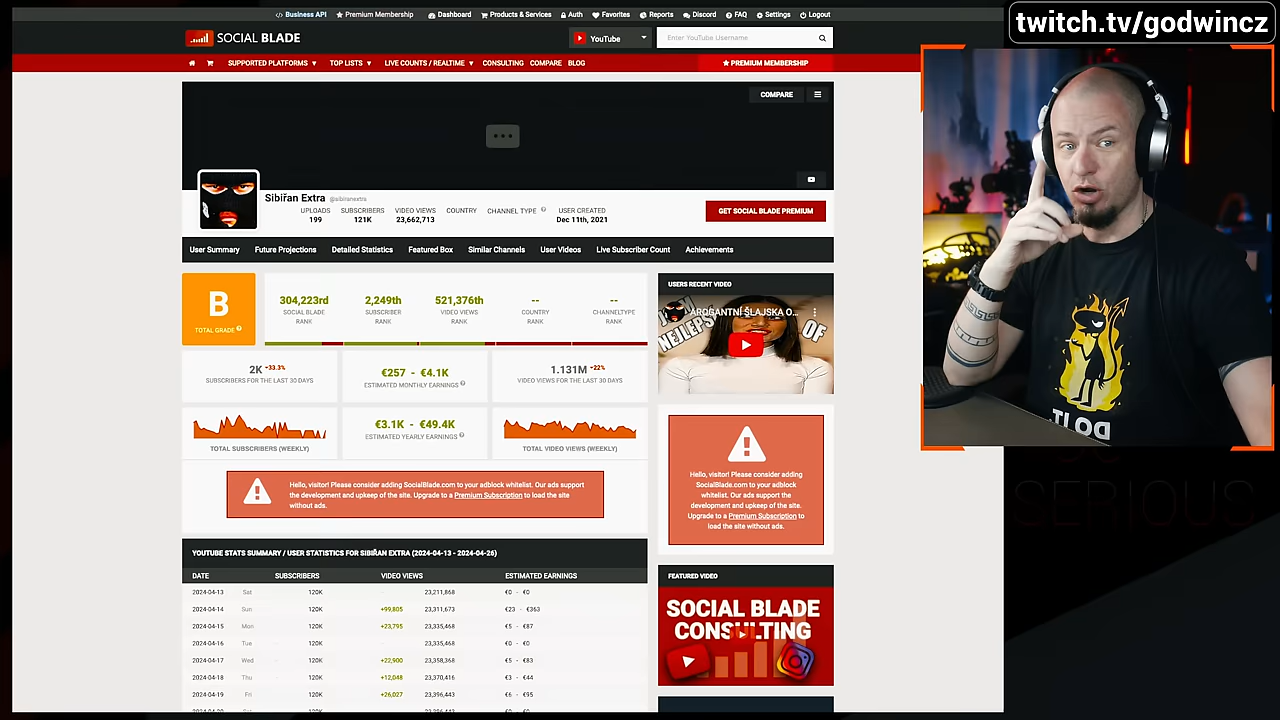 twitch.tv/godwincz
Business API
Premium Membership
Dashboard
Products & Services
Auth
Favorites
Reports
Discord
FAQ
Settings
Logout
SOCIAL BLADE
YouTube
Enter YouTube Username
SUPPORTED PLATFORMS
TOP LISTS
LIVE COUNTS / REALTIME
CONSULTING
COMPARE
BLOG
PREMIUM MEMBERSHIP
COMPARE
Sibiřan Extra @sibiranextra
UPLOADS
199
SUBSCRIBERS
121K
VIDEO VIEWS
23,662,713
COUNTRY
CHANNEL TYPE
USER CREATED
Dec 11th, 2021
GET SOCIAL BLADE PREMIUM
User Summary
Future Projections
Detailed Statistics
Featured Box
Similar Channels
User Videos
Live Subscriber Count
Achievements
B
TOTAL GRADE
304,223rd
SOCIAL BLADE
RANK
2,249th
SUBSCRIBER
RANK
521,376th
VIDEO VIEWS
RANK
--
COUNTRY
RANK
--
CHANNELTYPE
RANK
2K -33.3%
SUBSCRIBERS FOR THE LAST 30 DAYS
€257 - €4.1K
ESTIMATED MONTHLY EARNINGS
1.131M -22%
VIDEO VIEWS FOR THE LAST 30 DAYS
TOTAL SUBSCRIBERS (WEEKLY)
€3.1K - €49.4K
ESTIMATED YEARLY EARNINGS
TOTAL VIDEO VIEWS (WEEKLY)
Hello, visitor! Please consider adding SocialBlade.com to your adblock whitelist. Our ads support
the development and upkeep of the site. Upgrade to a Premium Subscription to load the site
without ads.
YOUTUBE STATS SUMMARY / USER STATISTICS FOR SIBIŘAN EXTRA (2024-04-13 - 2024-04-26)
DATE SUBSCRIBERS VIDEO VIEWS ESTIMATED EARNINGS
2024-04-13 Sat -- 120K -- 23,211,868 €0 - €0
2024-04-14 Sun -- 120K +99,805 23,311,673 €23 - €363
2024-04-15 Mon -- 120K +23,795 23,335,468 €5 - €87
2024-04-16 Tue -- 120K -- 23,335,468 €0 - €0
2024-04-17 Wed -- 120K +22,900 23,358,368 €5 - €83
2024-04-18 Thu -- 120K +12,048 23,370,416 €3 - €44
2024-04-19 Fri -- 120K +26,027 23,396,443 €6 - €95
USERS RECENT VIDEO
AROGANTNÍ ŠLAJSKA O...
NEJLEPŠ
OF
Hello, visitor! Please consider adding
SocialBlade.com to your adblock
whitelist. Our ads support the
development and upkeep of the site.
Upgrade to a Premium Subscription to
load the site without ads.
FEATURED VIDEO
SOCIAL BLADE
CONSULTING
DO IT
SERIOUS